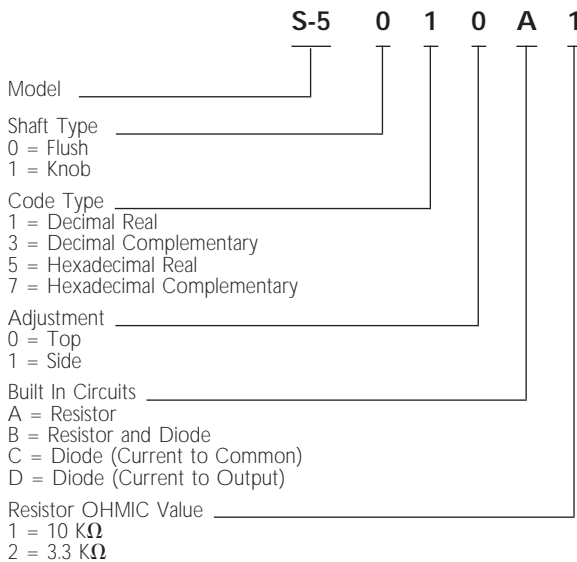 S-5 0 1 0 A 1
Model
Shaft Type
0 = Flush
1 = Knob
Code Type
1 = Decimal Real
3 = Decimal Complementary
5 = Hexadecimal Real
7 = Hexadecimal Complementary
Adjustment
0 = Top
1 = Side
Built In Circuits
A = Resistor
B = Resistor and Diode
C = Diode (Current to Common)
D = Diode (Current to Output)
Resistor OHMIC Value
1 = 10 KΩ
2 = 3.3 KΩ